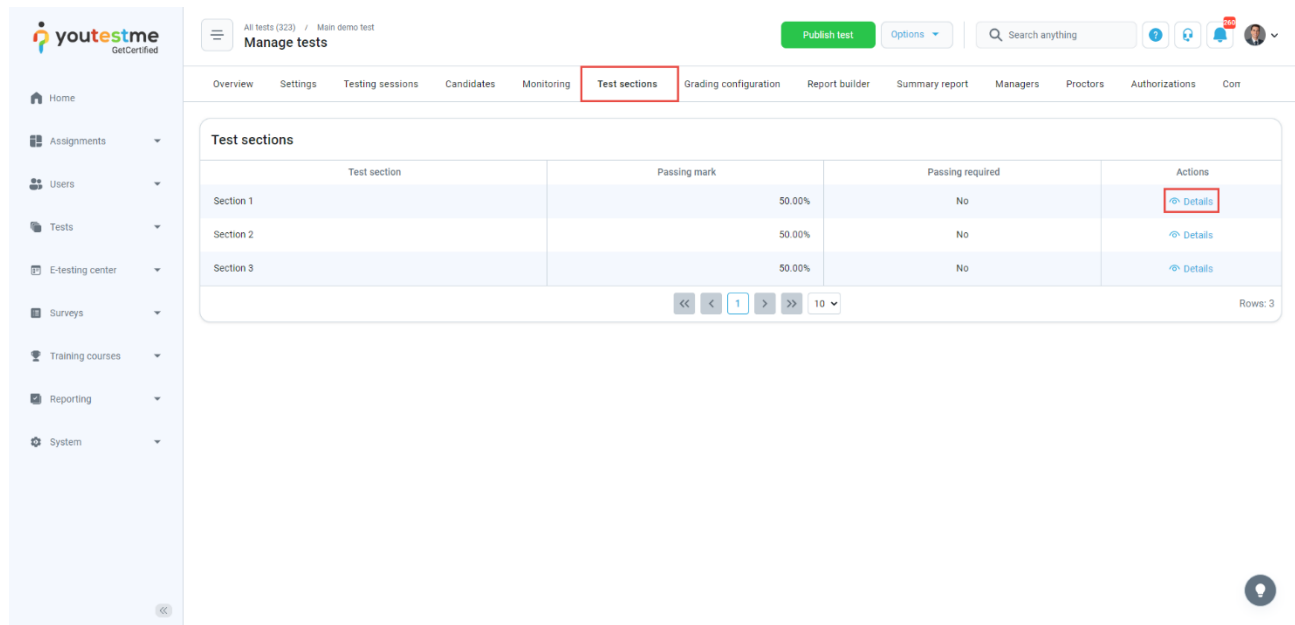 youtestme
GetCertified
All tests (323) / Main demo test
Manage tests
Publish test
Options
Search anything
?
260
Overview Settings Testing sessions Candidates Monitoring Test sections Grading configuration Report builder Summary report Managers Proctors Authorizations Con
Home
Assignments
Users
Tests
E-testing center
Surveys
Training courses
Reporting
System
Test sections
Test section Passing mark Passing required Actions
Section 1 50.00% No Details
Section 2 50.00% No Details
Section 3 50.00% No Details
« < 1 > » 10 Rows: 3
«